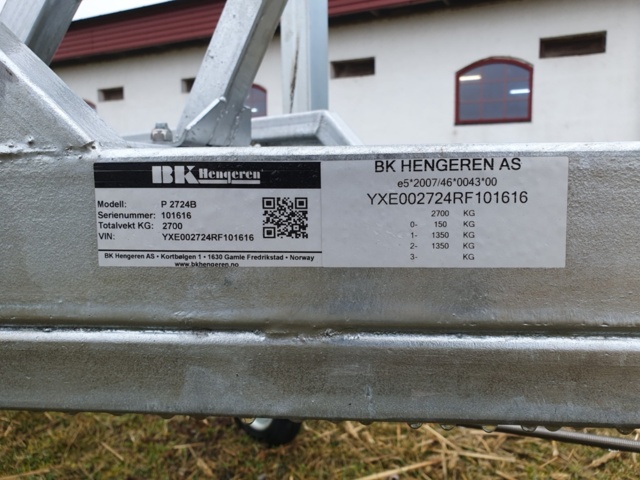 BK Hengeren
Modell: P 2724B
Serienummer: 101616
Totalvekt KG: 2700
VIN: YXE002724RF101616
BK Hengeren AS • Kortbølgen 1 • 1630 Gamle Fredrikstad • Norway
www.bkhengeren.no
BK HENGEREN AS
e5*2007/46*0043*00
YXE002724RF101616
2700 KG
0- 150 KG
1- 1350 KG
2- 1350 KG
3- KG